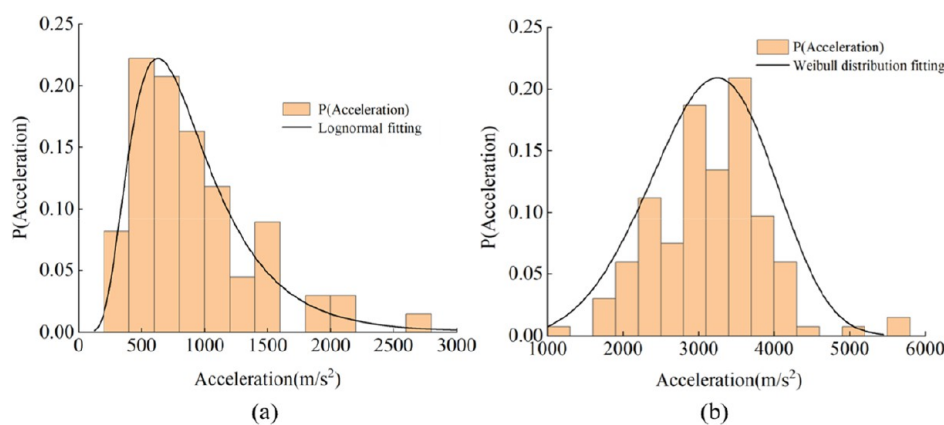 0.25
0.20
0.15
0.10
0.05
0.00
P(Acceleration)
P(Acceleration)
Lognormal fitting
0 500 1000 1500 2000 2500 3000
Acceleration(m/s²)
(a)
0.25
0.20
0.15
0.10
0.05
0.00
P(Acceleration)
P(Acceleration)
Weibull distribution fitting
1000 2000 3000 4000 5000 6000
Acceleration(m/s²)
(b)